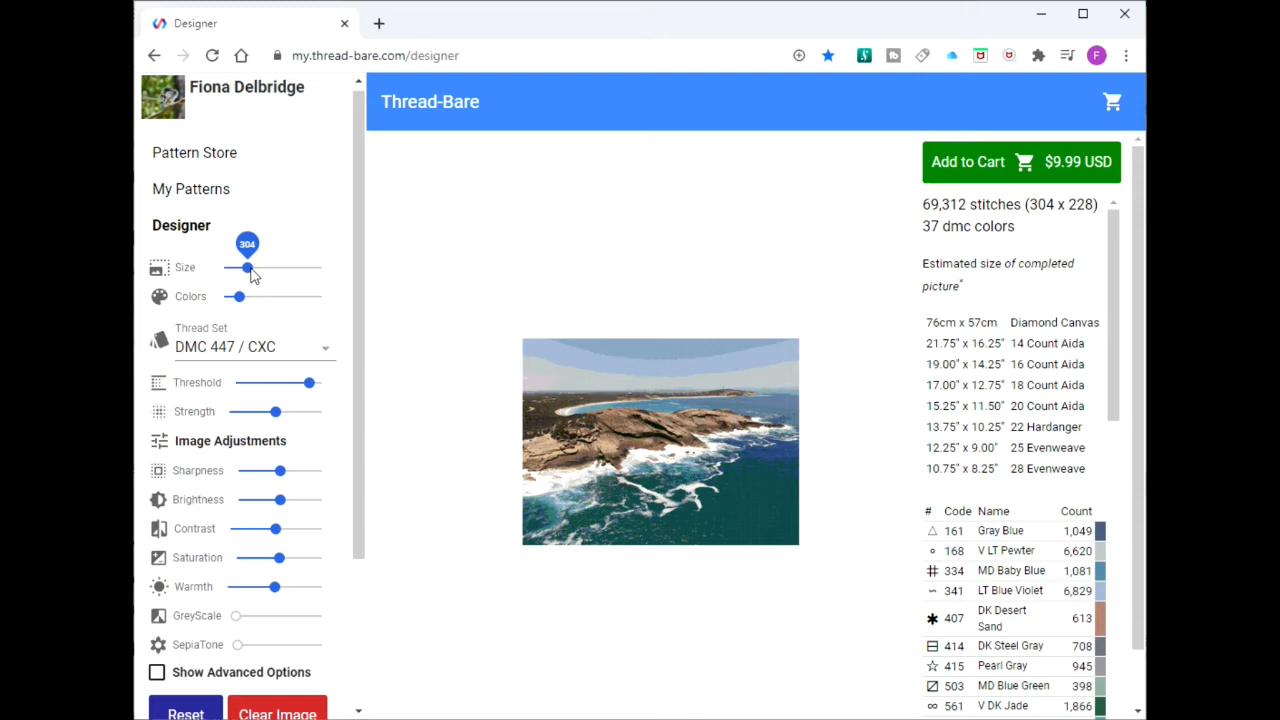 Designer
my.thread-bare.com/designer
F
Fiona Delbridge
Thread-Bare
Pattern Store
My Patterns
Designer
304
Size
Colors
Thread Set
DMC 447 / CXC
Threshold
Strength
Image Adjustments
Sharpness
Brightness
Contrast
Saturation
Warmth
GreyScale
SepiaTone
Show Advanced Options
Reset Clear Image
Add to Cart $9.99 USD
69,312 stitches (304 x 228)
37 dmc colors
Estimated size of completed
picture*
76cm x 57cm Diamond Canvas
21.75" x 16.25" 14 Count Aida
19.00" x 14.25" 16 Count Aida
17.00" x 12.75" 18 Count Aida
15.25" x 11.50" 20 Count Aida
13.75" x 10.25" 22 Hardanger
12.25" x 9.00" 25 Evenweave
10.75" x 8.25" 28 Evenweave
# Code Name Count
161 Gray Blue 1,049
168 V LT Pewter 6,620
334 MD Baby Blue 1,081
341 LT Blue Violet 6,829
407 DK Desert Sand 613
414 DK Steel Gray 708
415 Pearl Gray 945
503 MD Blue Green 398
561 V DK Jade 1,866